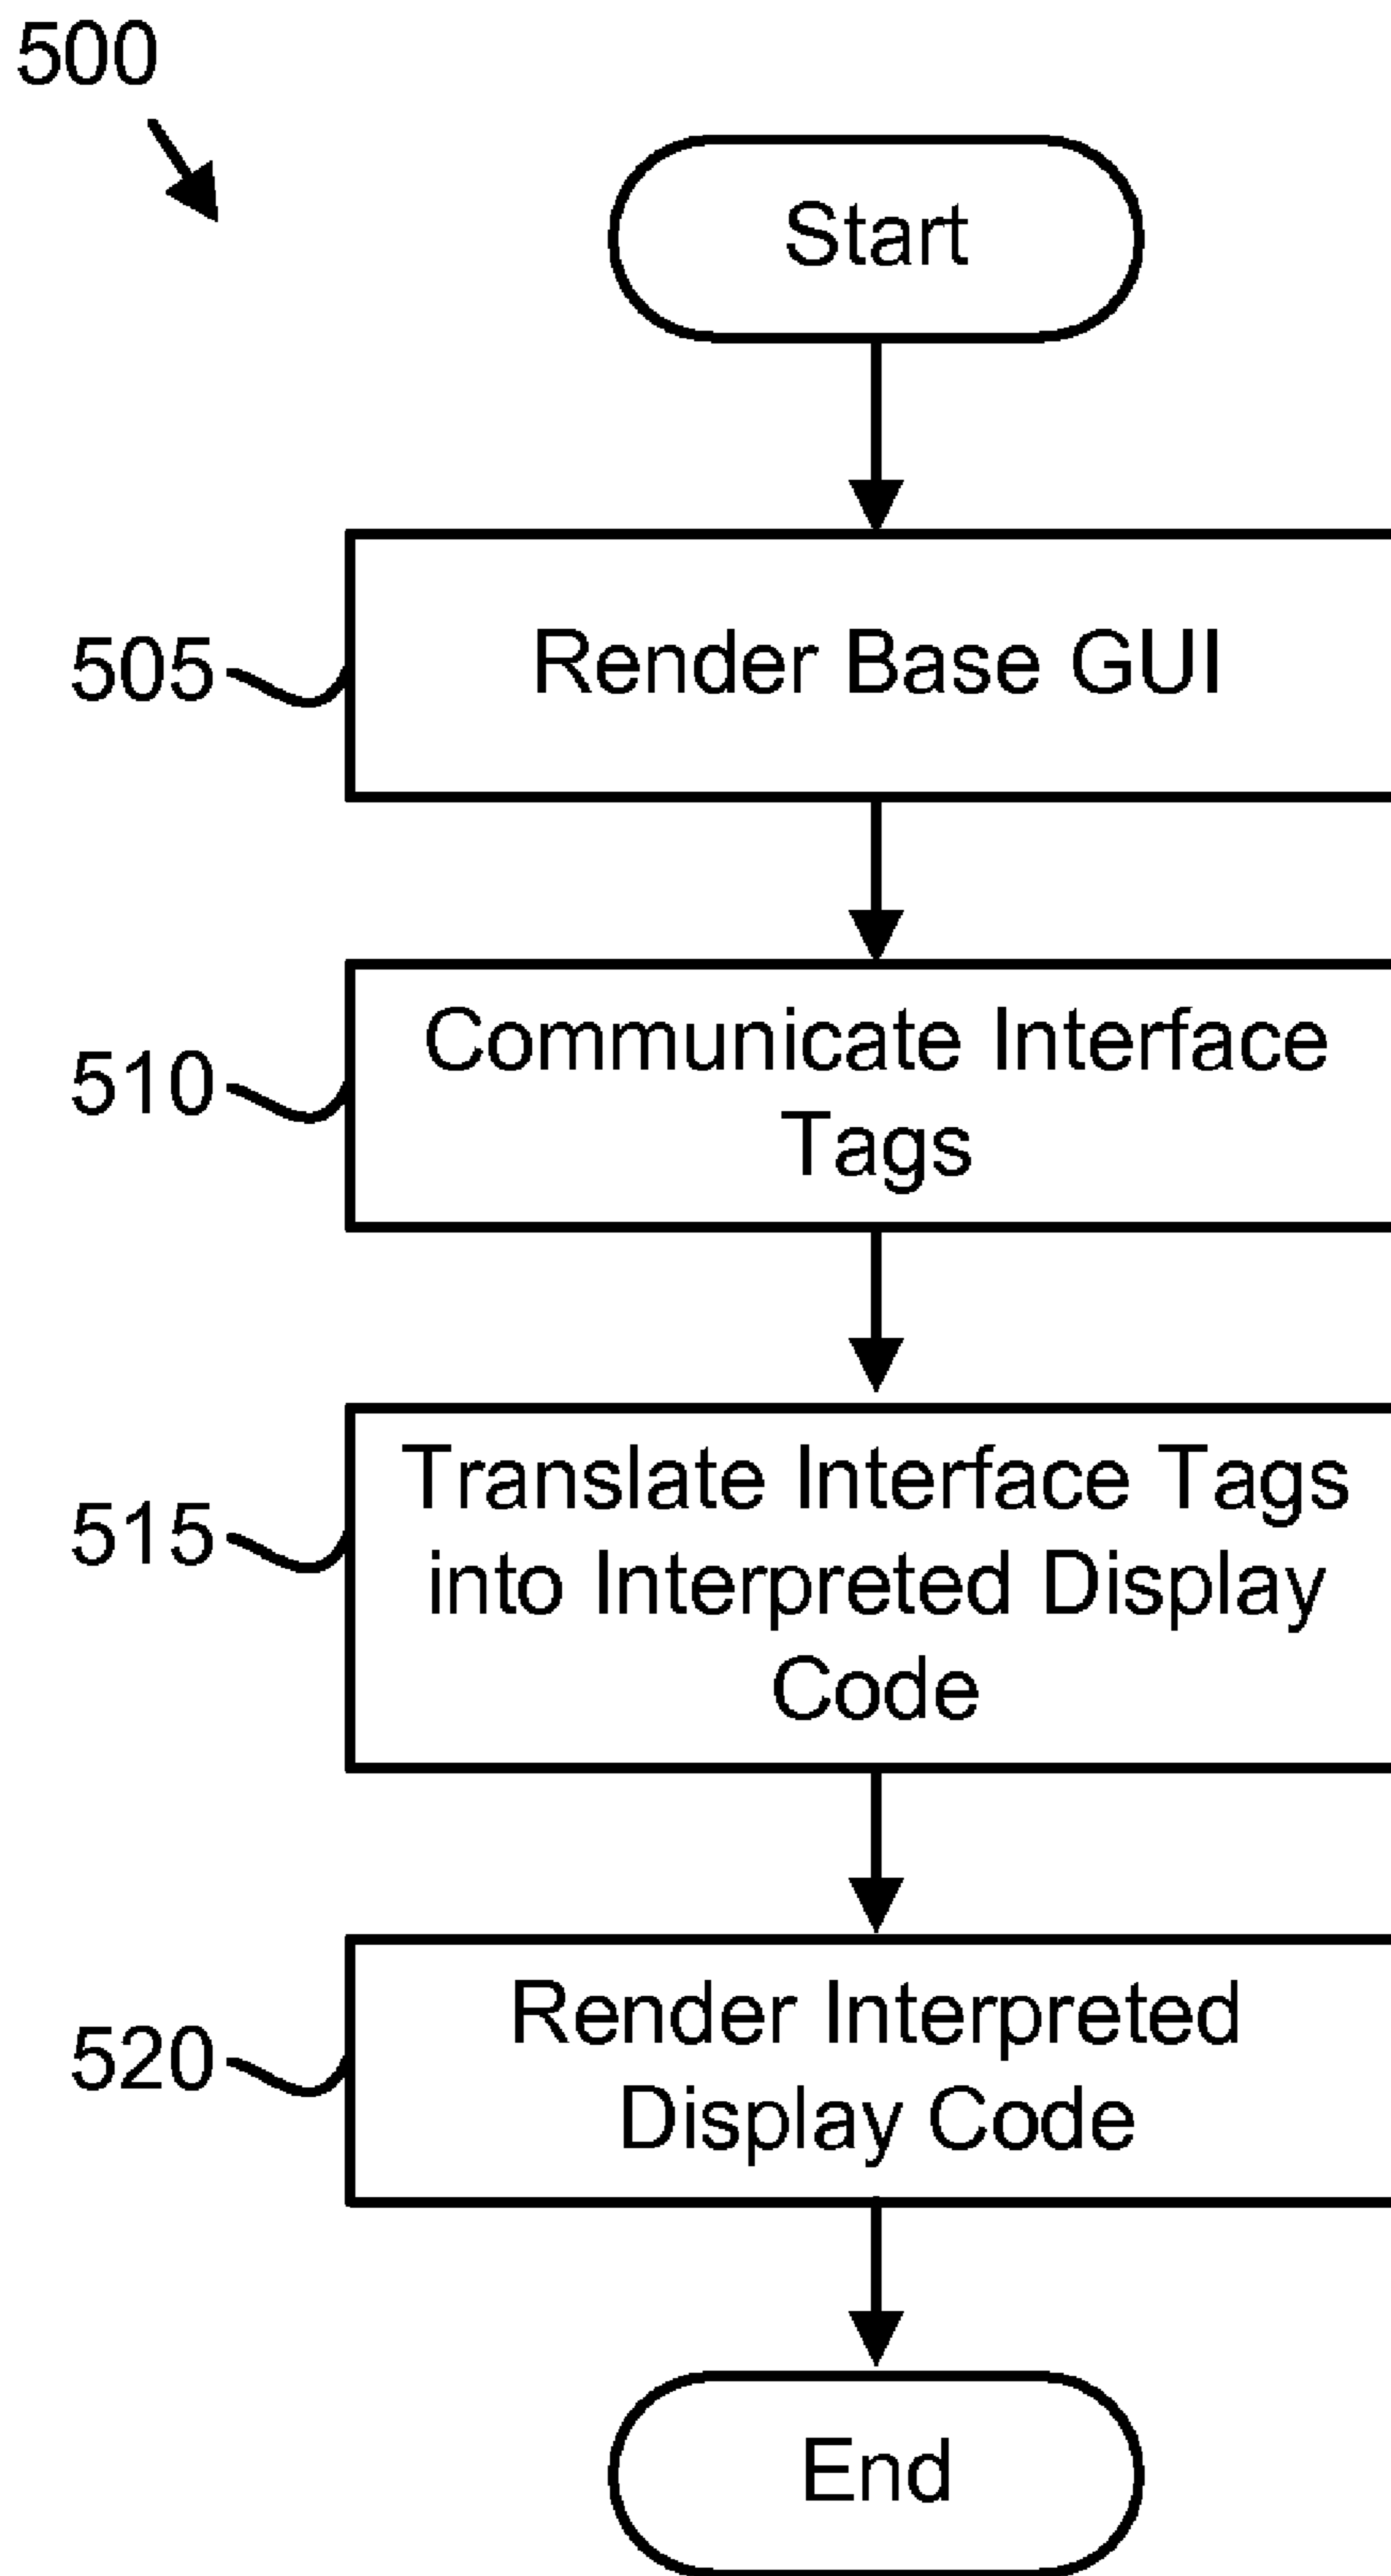 500
Start
505
Render Base GUI
510
Communicate Interface
Tags
515
Translate Interface Tags
into Interpreted Display
Code
520
Render Interpreted
Display Code
End